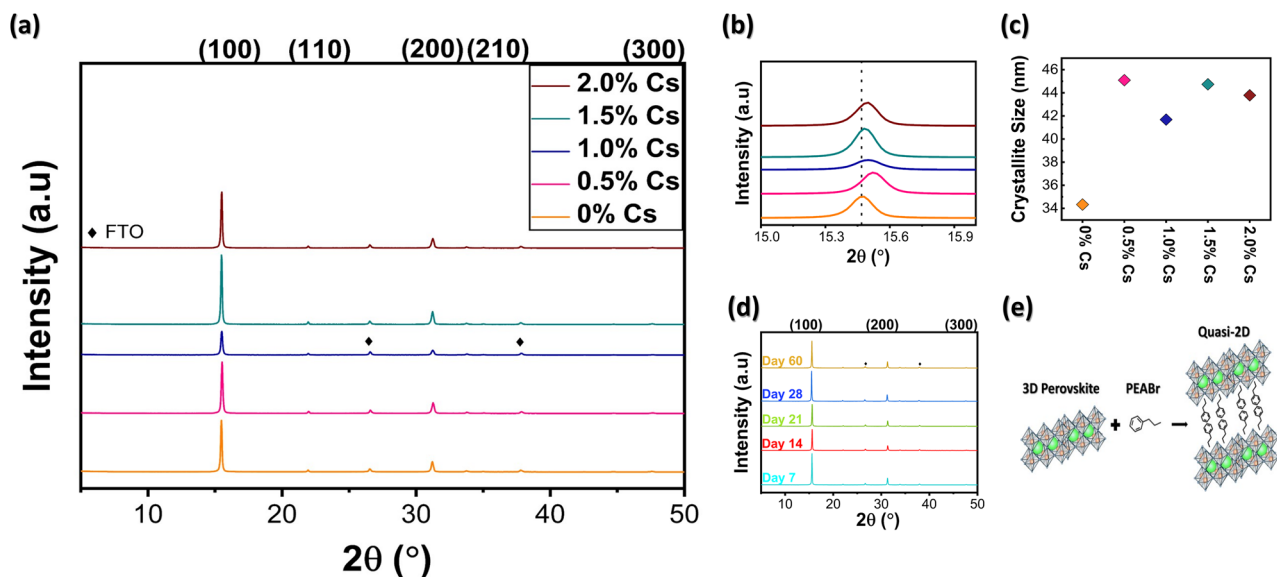 (a)
(100) (110) (200) (210) (300)
2.0% Cs
1.5% Cs
1.0% Cs
0.5% Cs
0% Cs
♦ FTO
Intensity (a.u)
10 20 30 40 50
2θ (°)
(b)
Intensity (a.u)
15.0 15.3 15.6 15.9
2θ (°)
(c)
Crystallite Size (nm)
46
44
42
40
38
36
34
0% Cs
0.5% Cs
1.0% Cs
1.5% Cs
2.0% Cs
(d)
(100) (200) (300)
Day 60
Day 28
Day 21
Day 14
Day 7
Intensity (a.u)
10 20 30 40 50
2θ (°)
(e)
Quasi-2D
3D Perovskite PEABr
+